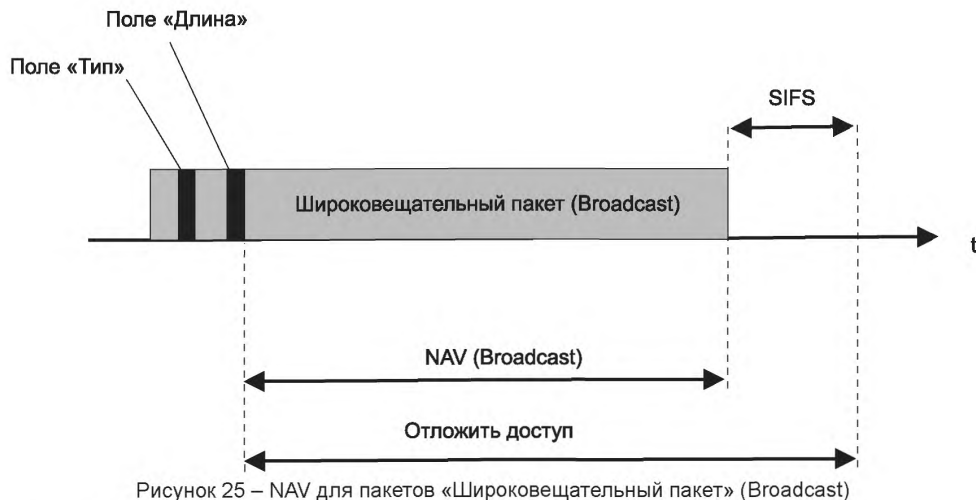 Поле «Длина»
Поле «Тип»
SIFS
Широковещательный пакет (Broadcast)
t
NAV (Broadcast)
Отложить доступ
Рисунок 25 – NAV для пакетов «Широковещательный пакет» (Broadcast)